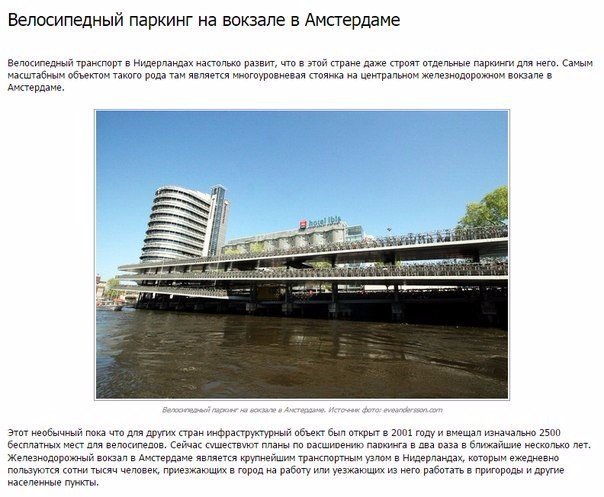 Велосипедный паркинг на вокзале в Амстердаме
Велосипедный транспорт в Нидерландах настолько развит, что в этой стране даже строят отдельные паркинги для него. Самым
масштабным объектом такого рода там является многоуровневая стоянка на центральном железнодорожном вокзале в
Амстердаме.
hotel ibis
Велосипедный паркинг на вокзале в Амстердаме. Источник фото: eveandersson.com
Этот необычный пока что для других стран инфраструктурный объект был открыт в 2001 году и вмещал изначально 2500
бесплатных мест для велосипедов. Сейчас существуют планы по расширению паркинга в два раза в ближайшие несколько лет.
Железнодорожный вокзал в Амстердаме является крупнейшим транспортным узлом в Нидерландах, которым ежедневно
пользуются сотни тысяч человек, приезжающих в город на работу или уезжающих из него работать в пригороды и другие
населенные пункты.